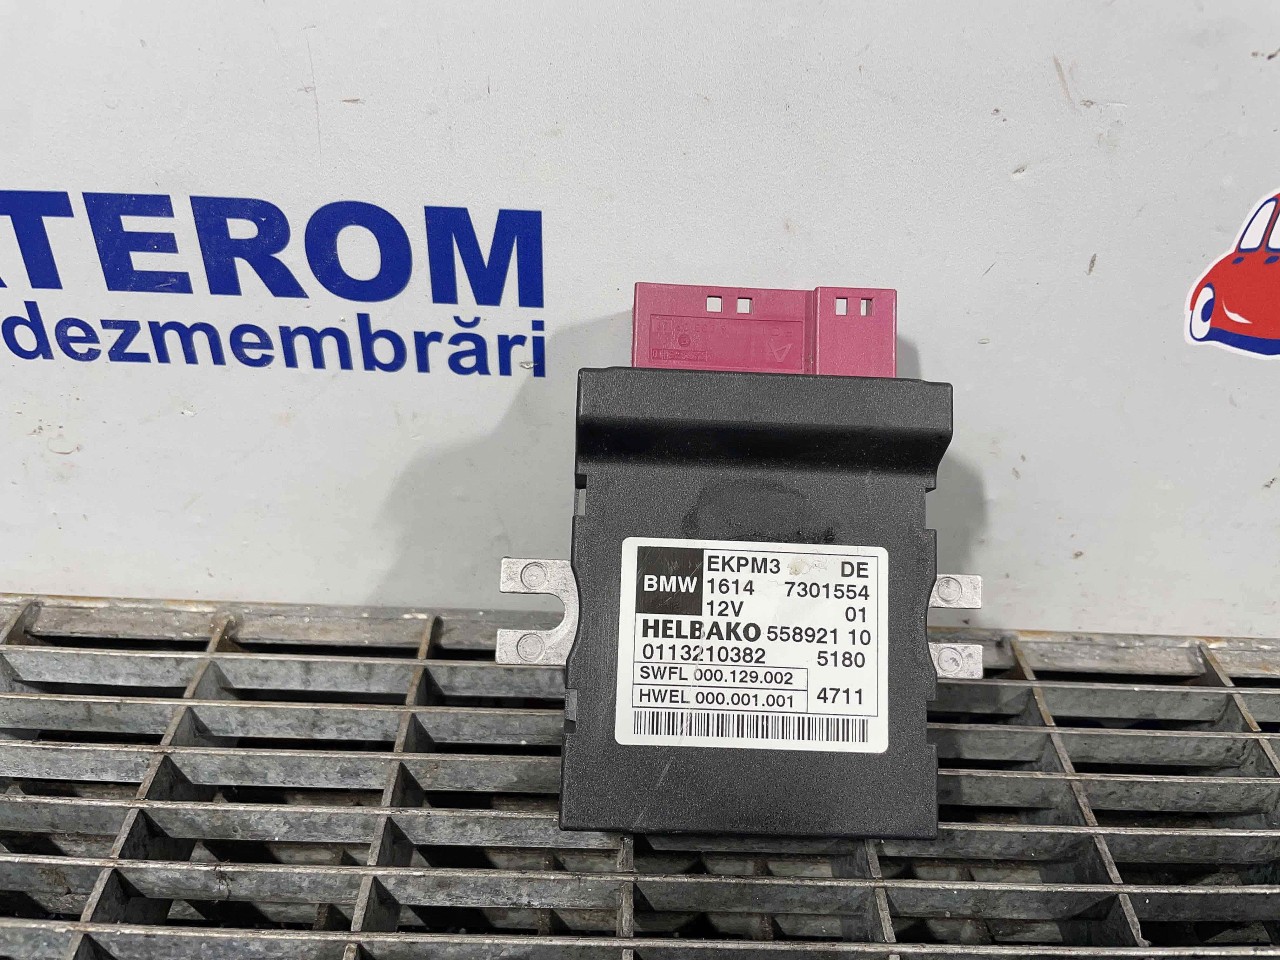 TEROM
dezmembrări
BMW
EKPM3 DE
1614 7301554
12V 01
HELBAKO 558921 10
0113210382 5180
SWFL 000.129.002
HWEL 000.001.001 4711